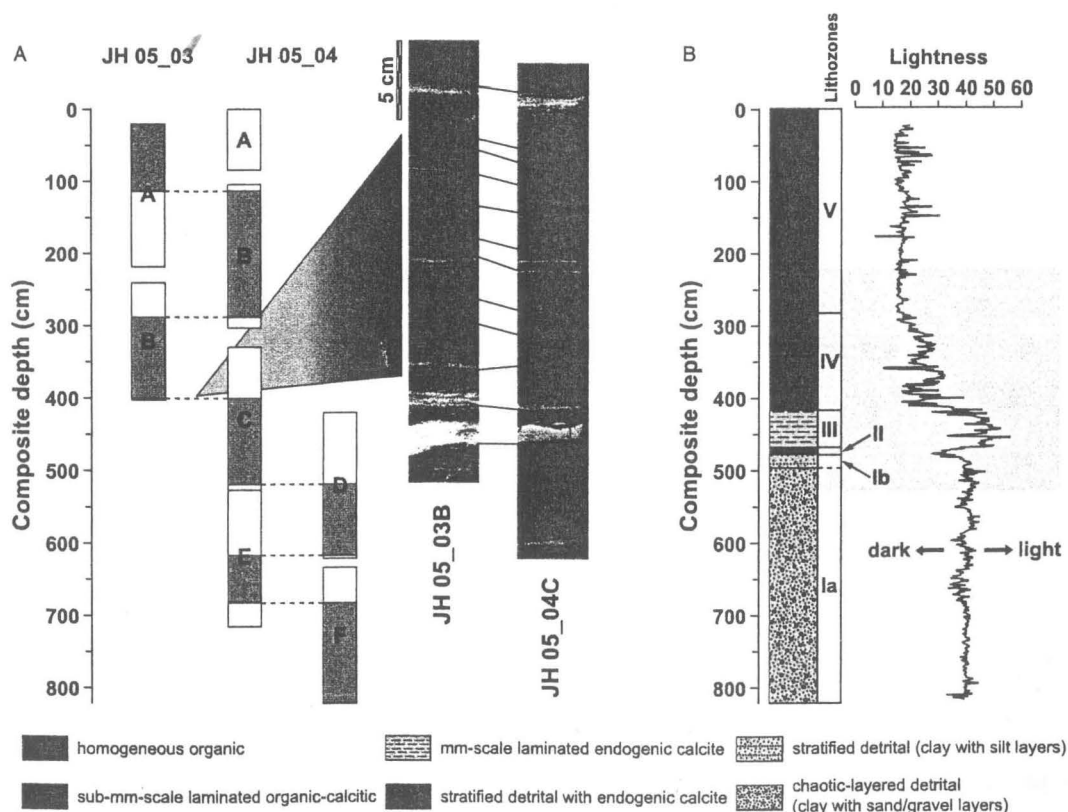 A
JH 05_03
JH 05_04
Composite depth (cm)
0
100
200
300
400
500
600
700
800
A
B
A
B
C
D
E
F
5 cm
JH 05_03B
JH 05_04C
B
Lithozones
Lightness
0 10 20 30 40 50 60
Composite depth (cm)
0
100
200
300
400
500
600
700
800
V
IV
III
II
Ib
Ia
dark
light
homogeneous organic
mm-scale laminated endogenic calcite
stratified detrital (clay with silt layers)
sub-mm-scale laminated organic-calcitic
stratified detrital with endogenic calcite
chaotic-layered detrital
(clay with sand/gravel layers)